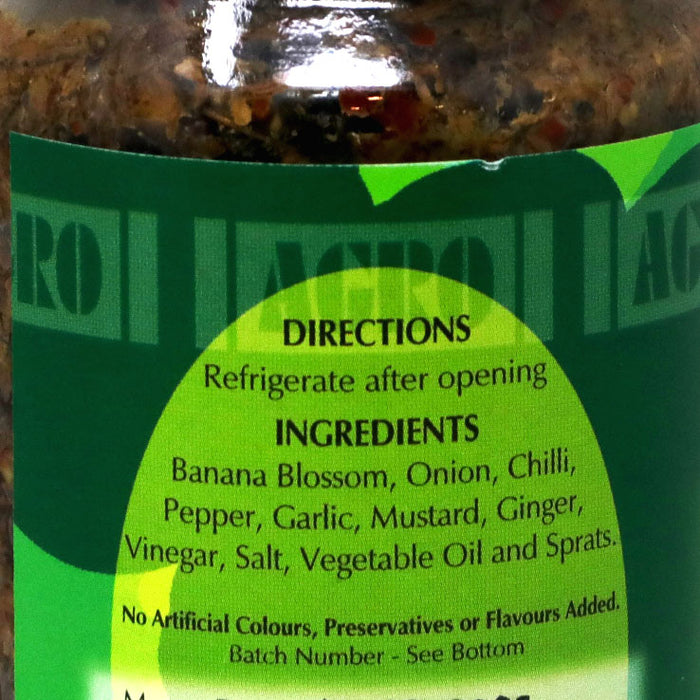 RO AGRO AG
DIRECTIONS
Refrigerate after opening
INGREDIENTS
Banana Blossom, Onion, Chilli,
Pepper, Garlic, Mustard, Ginger,
Vinegar, Salt, Vegetable Oil and Sprats.
No Artificial Colours, Preservatives or Flavours Added.
Batch Number - See Bottom